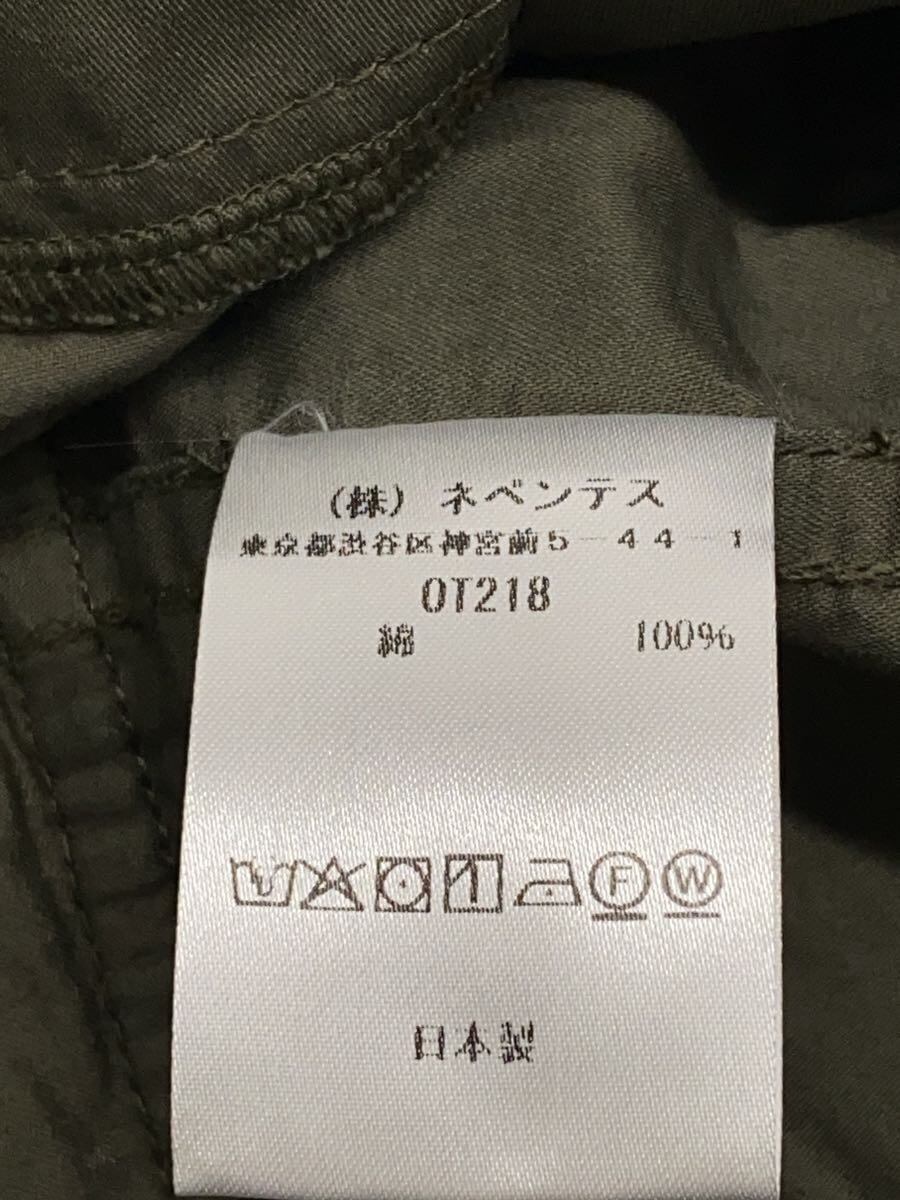 (株) ネペンテス
東京都渋谷区神宮前5-44-1
OT218
綿 100%
F W
日本製